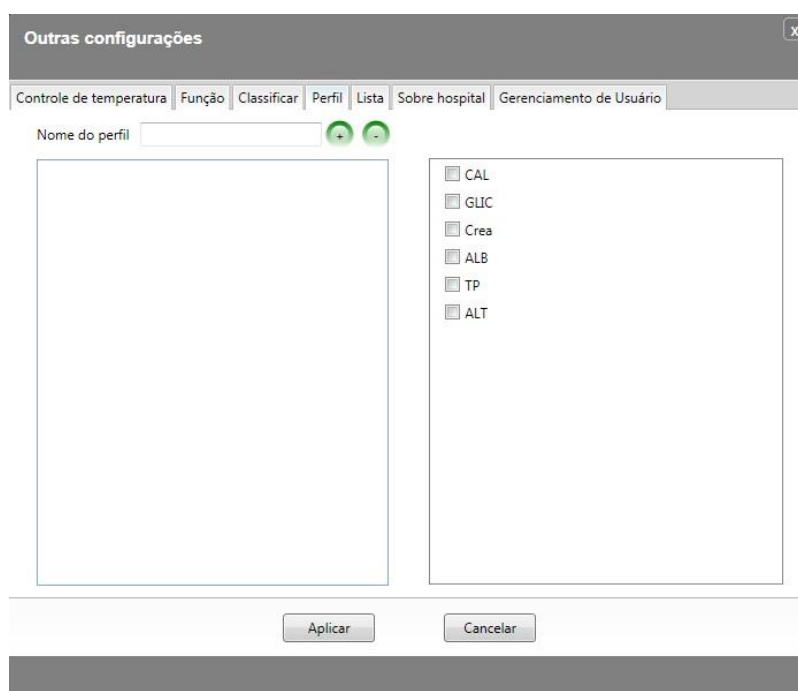 Outras configurações
x
Controle de temperatura Função Classificar Perfil Lista Sobre hospital Gerenciamento de Usuário
Nome do perfil + -
CAL
GLIC
Crea
ALB
TP
ALT
Aplicar Cancelar